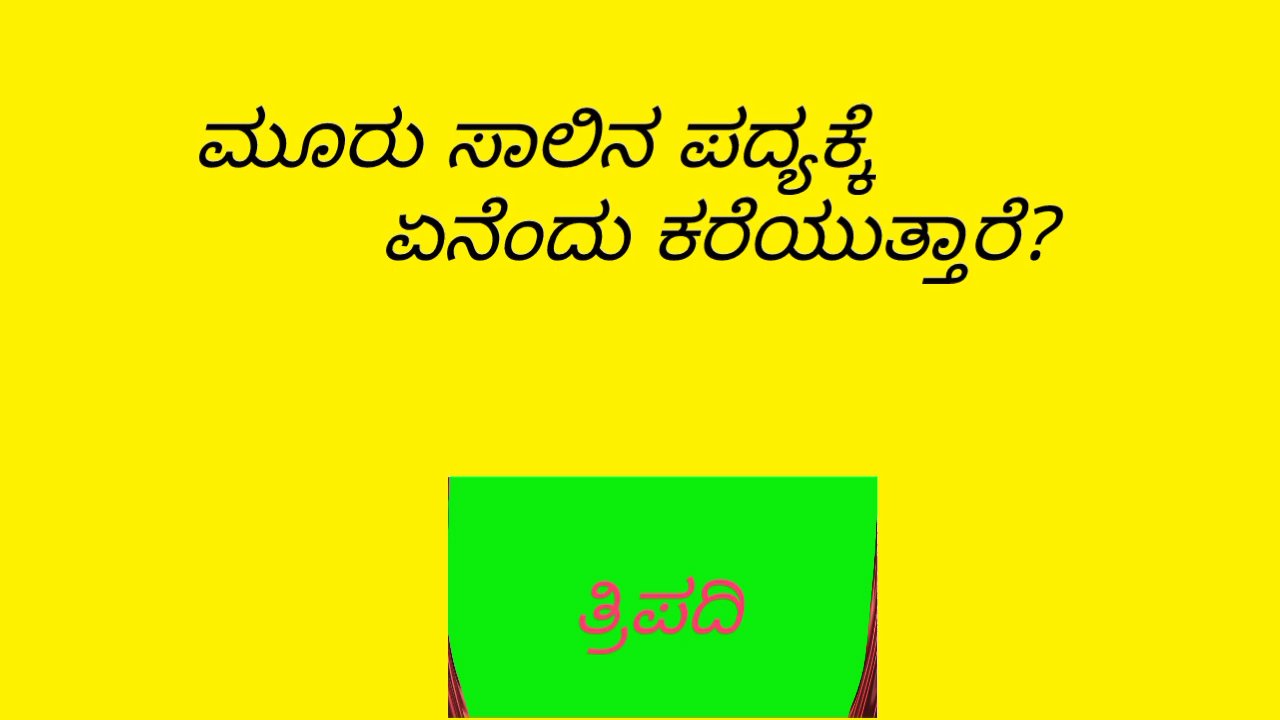 ಮೂರು ಸಾಲಿನ ಪದ್ಯಕ್ಕೆ
ಏನೆಂದು ಕರೆಯುತ್ತಾರೆ?
ತ್ರಿಪದಿ